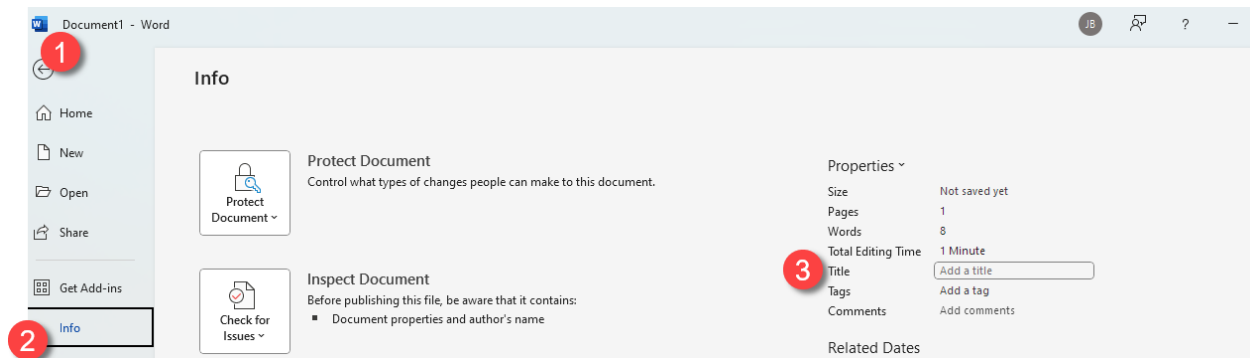 W Document1 - Word JB ?
1
Info
Home
New
Open
Share
Get Add-ins
2 Info
Protect Document
Protect Document
Control what types of changes people can make to this document.
Check for Issues
Inspect Document
Before publishing this file, be aware that it contains:
▪ Document properties and author's name
Properties
Size Not saved yet
Pages 1
Words 8
Total Editing Time 1 Minute
3 Title Add a title
Tags Add a tag
Comments Add comments
Related Dates